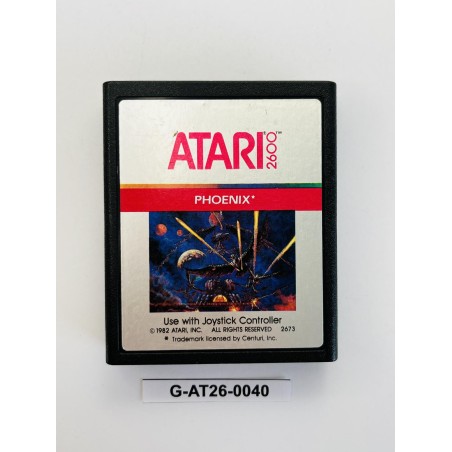 ATARI 2600™
PHOENIX*
Use with Joystick Controller
© 1982 ATARI, INC. ALL RIGHTS RESERVED 2673
* Trademark licensed by Centuri, Inc.
G-AT26-0040